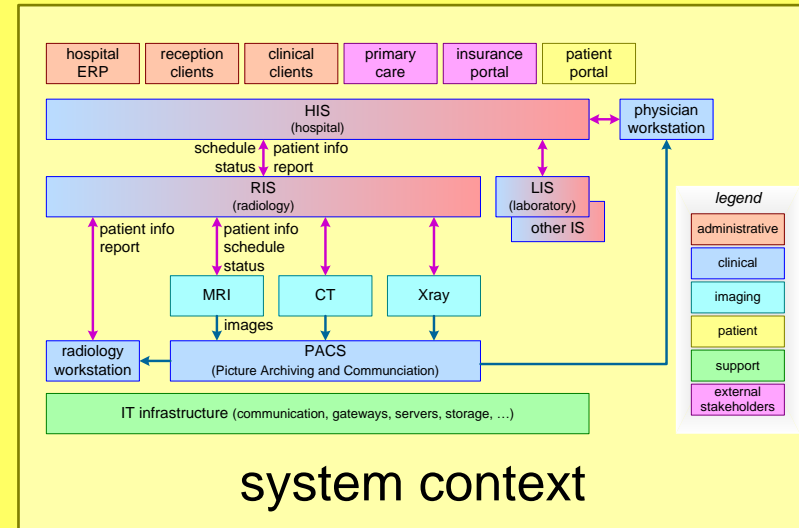 hospital
ERP
reception
clients
clinical
clients
primary
care
insurance
portal
patient
portal
HIS
(hospital)
physician
workstation
schedule
status
patient info
report
RIS
(radiology)
LIS
(laboratory)
other IS
patient info
report
patient info
schedule
status
MRI
CT
Xray
images
radiology
workstation
PACS
(Picture Archiving and Communciation)
IT infrastructure (communication, gateways, servers, storage, …)
legend
administrative
clinical
imaging
patient
support
external
stakeholders
system context